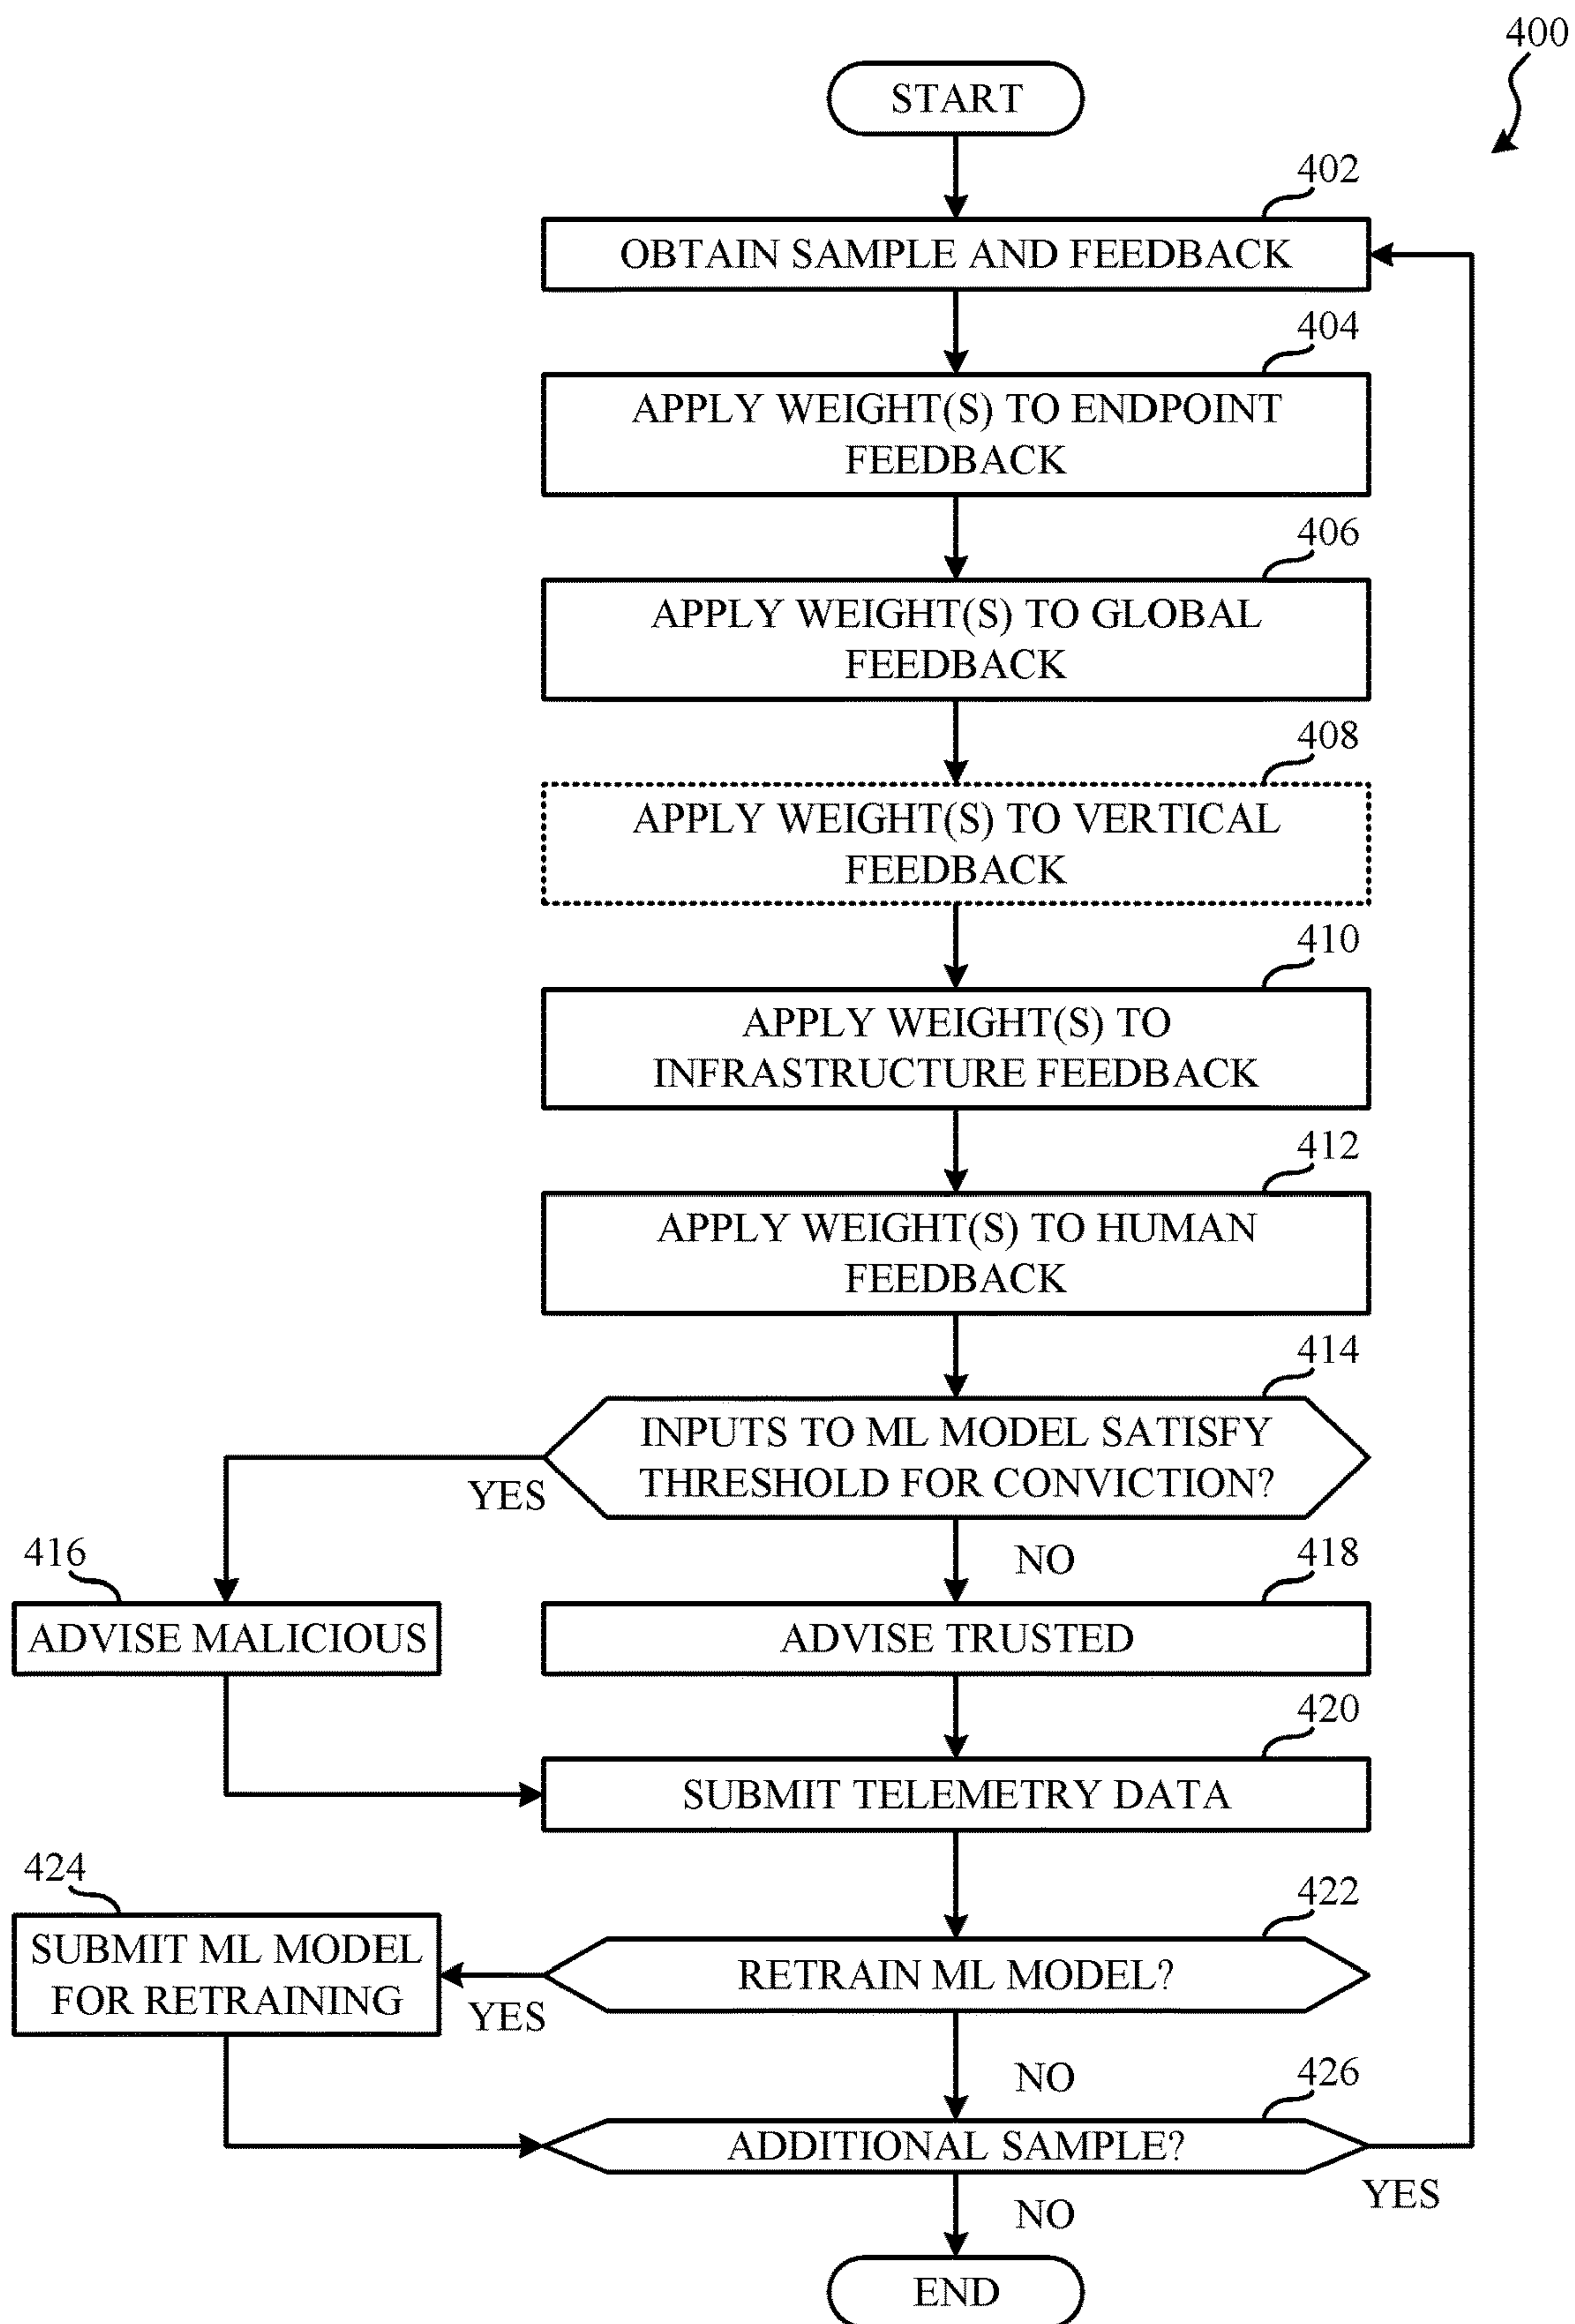 400
START
402
OBTAIN SAMPLE AND FEEDBACK
404
APPLY WEIGHT(S) TO ENDPOINT
FEEDBACK
406
APPLY WEIGHT(S) TO GLOBAL
FEEDBACK
408
APPLY WEIGHT(S) TO VERTICAL
FEEDBACK
410
APPLY WEIGHT(S) TO
INFRASTRUCTURE FEEDBACK
412
APPLY WEIGHT(S) TO HUMAN
FEEDBACK
414
INPUTS TO ML MODEL SATISFY
THRESHOLD FOR CONVICTION?
YES
NO
416
ADVISE MALICIOUS
418
ADVISE TRUSTED
420
SUBMIT TELEMETRY DATA
422
RETRAIN ML MODEL?
YES
NO
424
SUBMIT ML MODEL
FOR RETRAINING
426
ADDITIONAL SAMPLE?
YES
NO
END